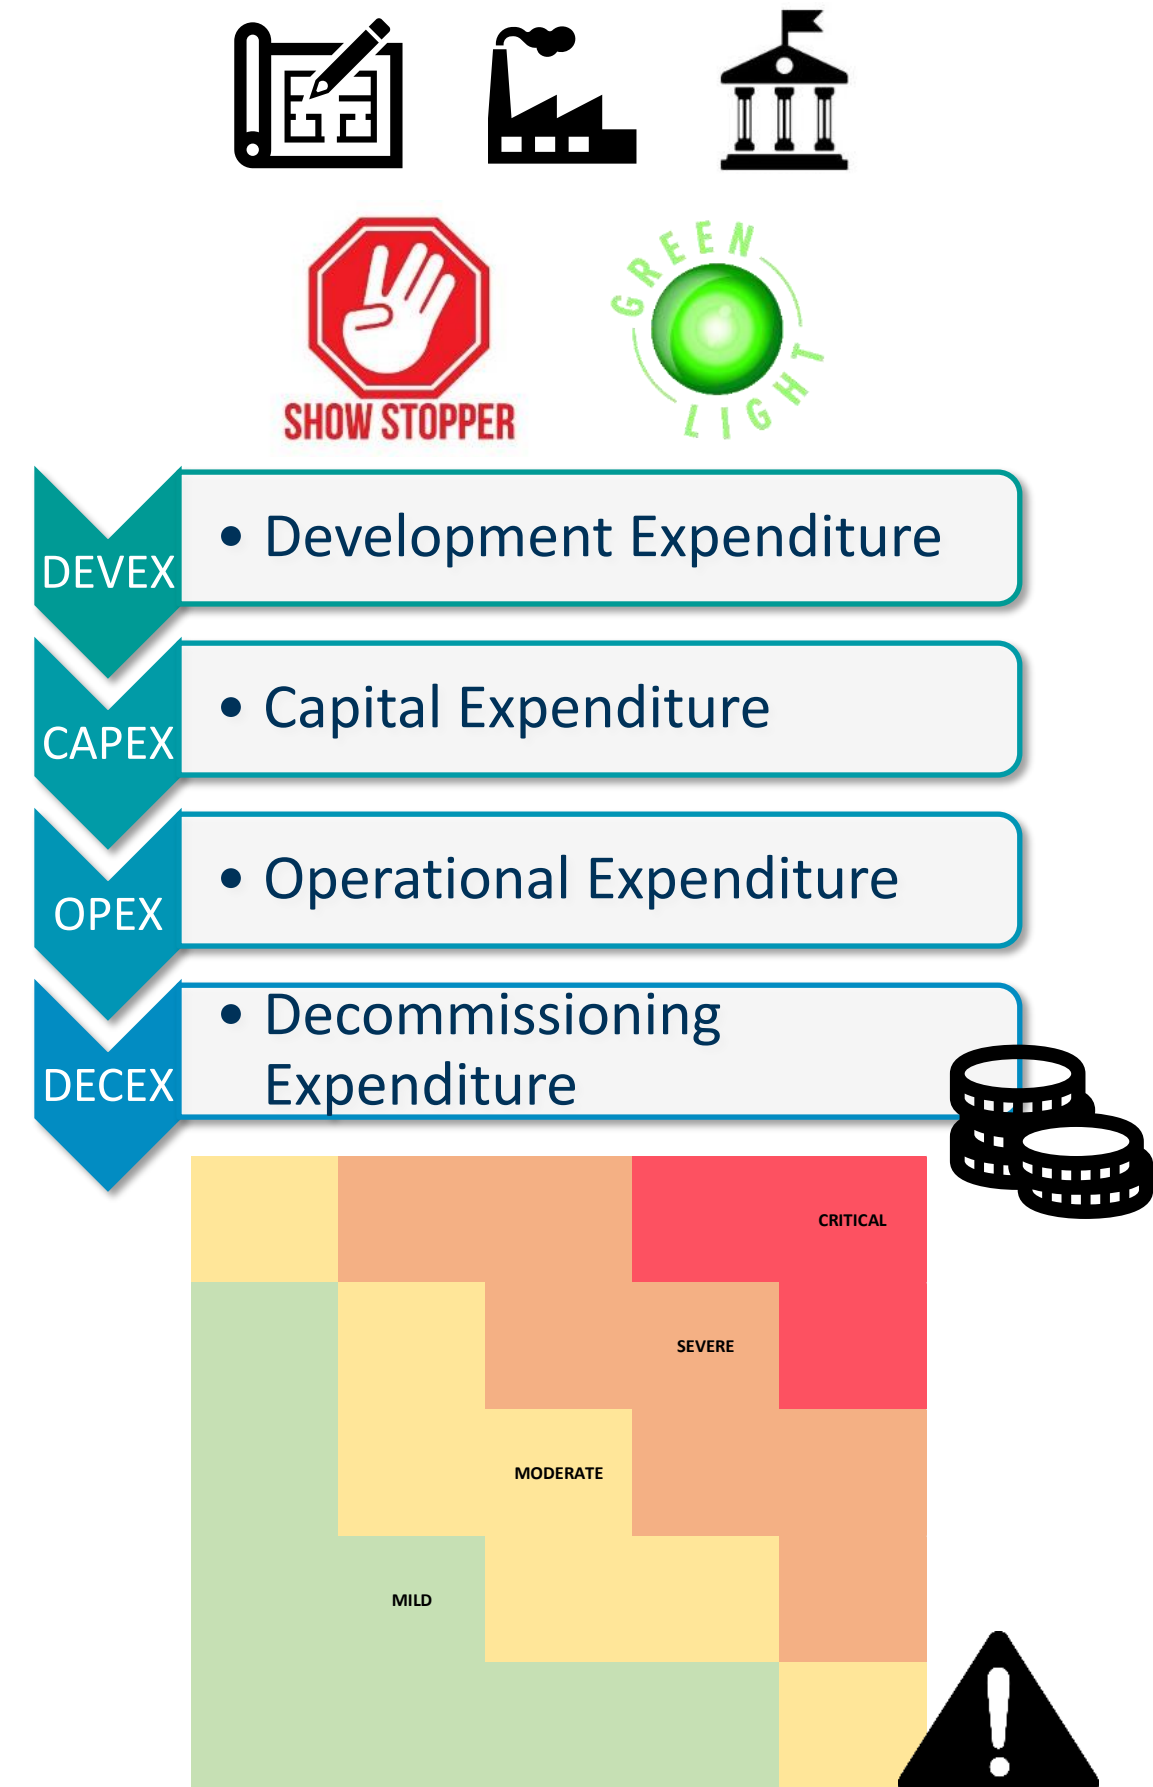 SHOW STOPPER
GREEN
LIGHT
DEVEX
• Development Expenditure
CAPEX
• Capital Expenditure
OPEX
• Operational Expenditure
DECEX
• Decommissioning
Expenditure
CRITICAL
SEVERE
MODERATE
MILD